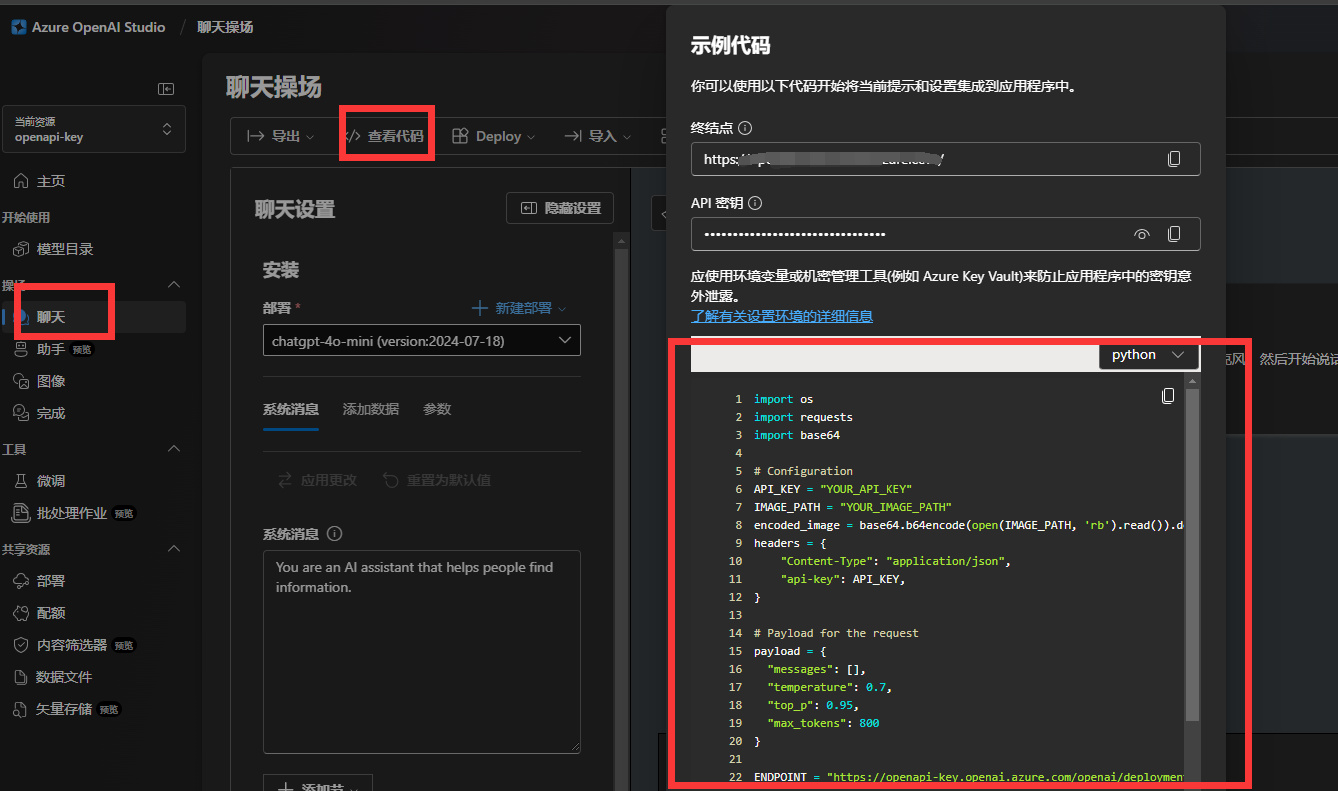 Azure OpenAI Studio / 聊天操场
当前资源
openapi-key
主页
开始使用
模型目录
操场
聊天
助手 预览
图像
完成
工具
微调
批处理作业 预览
共享资源
部署
配额
内容筛选器 预览
数据文件
矢量存储 预览
聊天操场
导出 查看代码 Deploy 导入
聊天设置
隐藏设置
安装
部署 * 新建部署
chatgpt-4o-mini (version:2024-07-18)
系统消息 添加数据 参数
应用更改 重置为默认值
系统消息
You are an AI assistant that helps people find
information.
添加节
示例代码
你可以使用以下代码开始将当前提示和设置集成到应用程序中。
终结点
https:/
API 密钥
••••••••••••••••••••••••••••••••
应使用环境变量或机密管理工具(例如 Azure Key Vault)来防止应用程序中的密钥意
外泄露。
了解有关设置环境的详细信息
python
1 import os
2 import requests
3 import base64
4
5 # Configuration
6 API_KEY = "YOUR_API_KEY"
7 IMAGE_PATH = "YOUR_IMAGE_PATH"
8 encoded_image = base64.b64encode(open(IMAGE_PATH, 'rb').read()).de
9 headers = {
10 "Content-Type": "application/json",
11 "api-key": API_KEY,
12 }
13
14 # Payload for the request
15 payload = {
16 "messages": [],
17 "temperature": 0.7,
18 "top_p": 0.95,
19 "max_tokens": 800
20 }
21
22 ENDPOINT = "https://openapi-key.openai.azure.com/openai/deploymen
风。然后开始说话